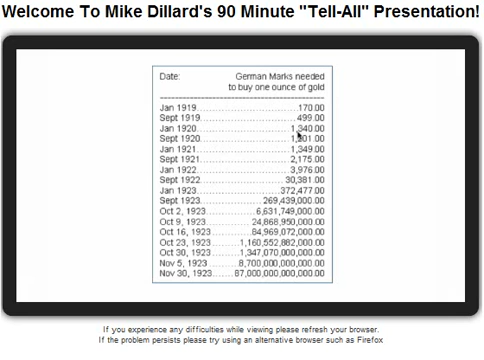 Welcome To Mike Dillard's 90 Minute "Tell-All" Presentation!
Date: German Marks needed
to buy one ounce of gold
Jan 1919 170.00
Sept 1919 499.00
Jan 1920 1,340.00
Sept 1920 1,201.00
Jan 1921 1,349.00
Sept 1921 2,175.00
Jan 1922 3,976.00
Sept 1922 30,381.00
Jan 1923 372,477.00
Sept 1923 269,439,000.00
Oct 2, 1923 6,631,749,000.00
Oct 9, 1923 24,868,950,000.00
Oct 16, 1923 84,969,072,000.00
Oct 23, 1923 1,160,552,882,000.00
Oct 30, 1923 1,347,070,000,000.00
Nov 5, 1923 8,700,000,000,000.00
Nov 30, 1923 87,000,000,000,000.00
If you experience any difficulties while viewing please refresh your browser.
If the problem persists please try using an alternative browser such as Firefox